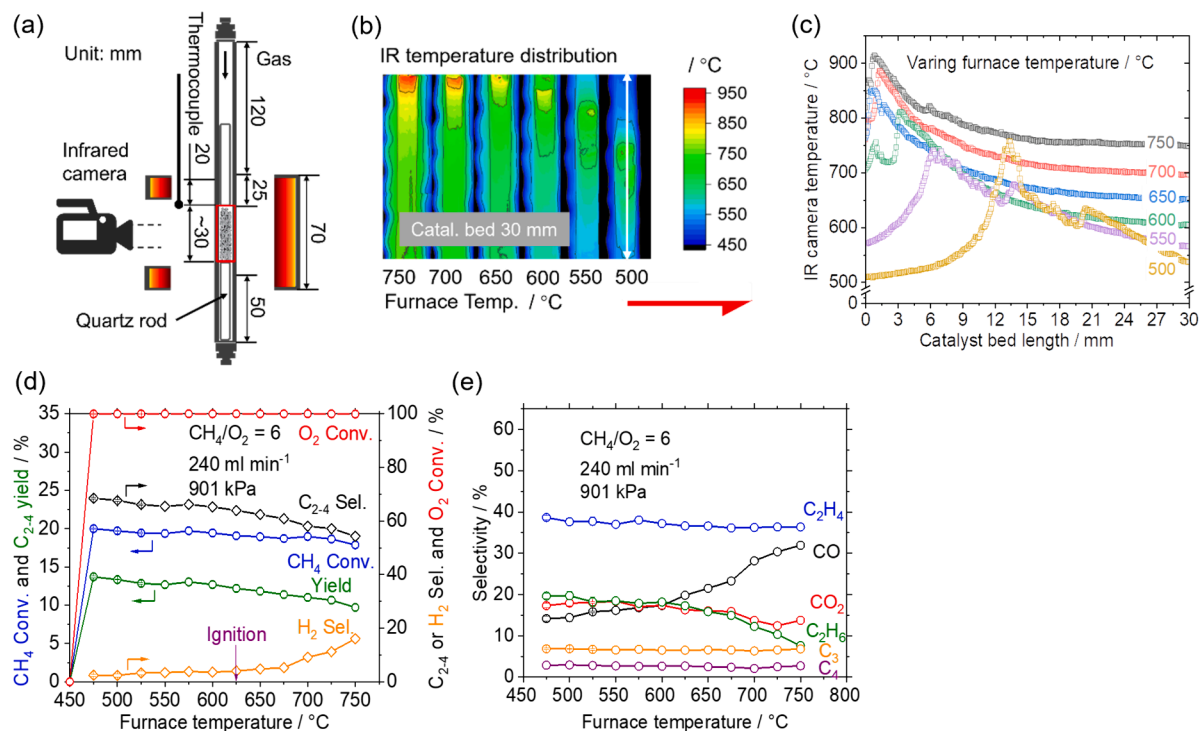 (a)
Unit: mm
Thermocouple
Gas
120
20
25
Infrared
camera
~30
70
50
Quartz rod
(b)
IR temperature distribution
/ °C
950
850
750
650
550
450
Catal. bed 30 mm
750 700 650 600 550 500
Furnace Temp. / °C
(c)
Varing furnace temperature / °C
IR camera temperature / °C
900
800
700
600
500
0
750
700
650
600
550
500
0 3 6 9 12 15 18 21 24 27 30
Catalyst bed length / mm
(d)
CH₄ Conv. and C₂₋₄ yield / %
35
30
25
20
15
10
5
0
CH₄/O₂ = 6
240 ml min⁻¹
901 kPa
O₂ Conv.
C₂₋₄ Sel.
CH₄ Conv.
Yield
Ignition
H₂ Sel.
100
80
60
40
20
0
C₂₋₄ or H₂ Sel. and O₂ Conv. / %
450 500 550 600 650 700 750
Furnace temperature / °C
(e)
Selectivity / %
60
50
40
30
20
10
0
CH₄/O₂ = 6
240 ml min⁻¹
901 kPa
C₂H₄
CO
CO₂
C₂H₆
C₃
C₄
450 500 550 600 650 700 750 800
Furnace temperature / °C